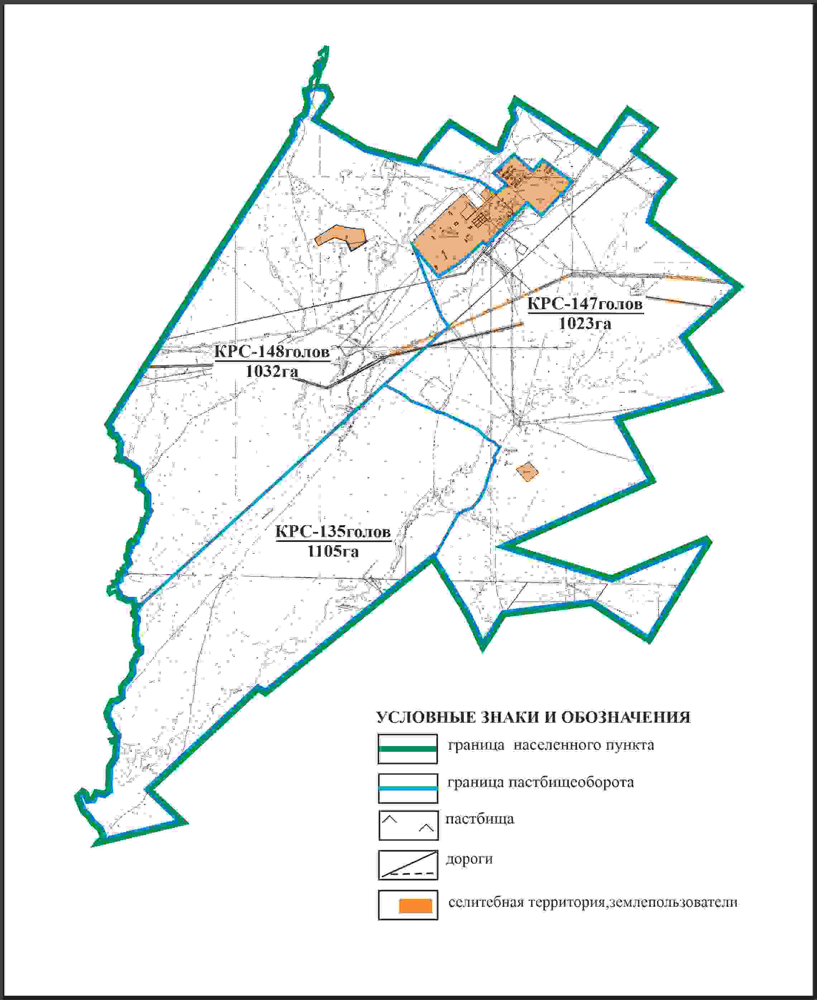 КРС-147голов
1023га
КРС-148голов
1032га
КРС-135голов
1105га
УСЛОВНЫЕ ЗНАКИ И ОБОЗНАЧЕНИЯ
граница населенного пункта
граница пастбищеоборота
пастбища
дороги
селитебная территория,землепользователи